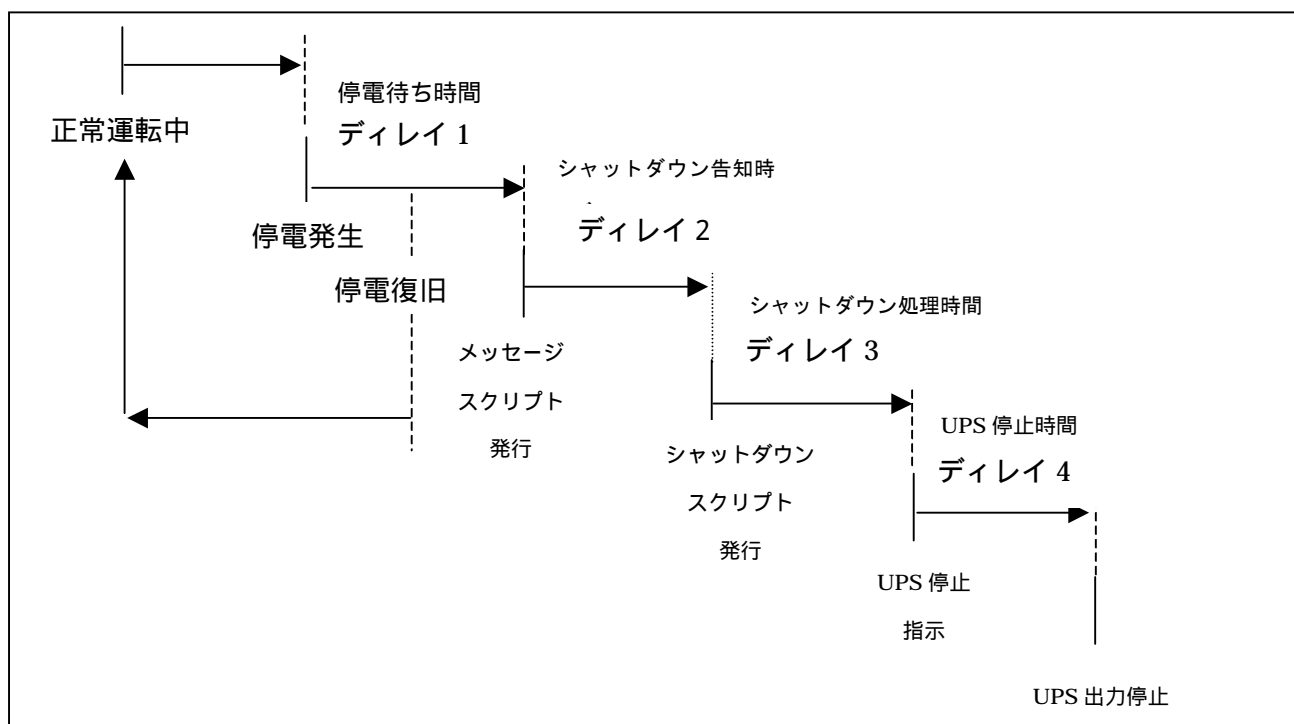 停電待ち時間
正常運転中
ディレイ 1
シャットダウン告知時
停電発生
ディレイ 2
停電復旧
シャットダウン処理時間
メッセージ
スクリプト
発行
ディレイ 3
UPS 停止時間
シャットダウン
スクリプト
発行
ディレイ 4
UPS 停止
指示
UPS 出力停止